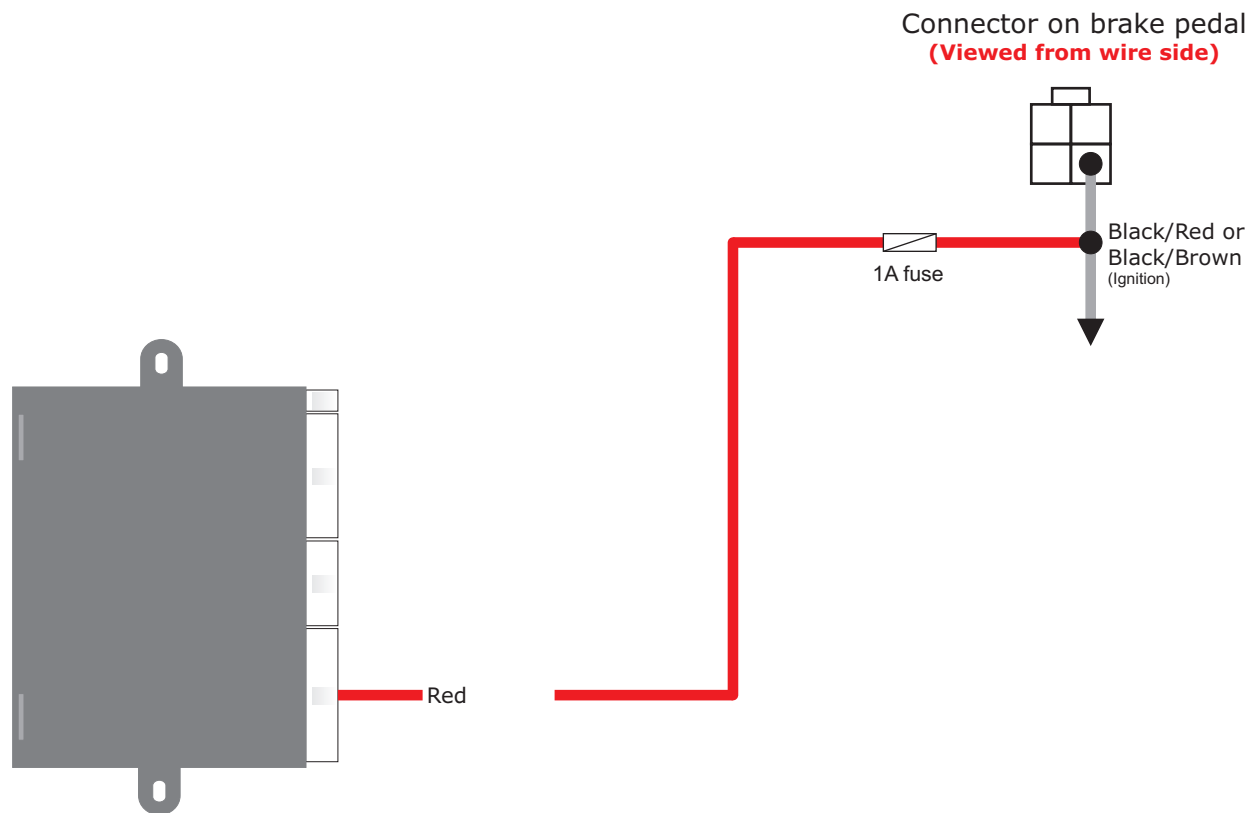 Connector on brake pedal
(Viewed from wire side)
Black/Red or
Black/Brown
(Ignition)
1A fuse
Red